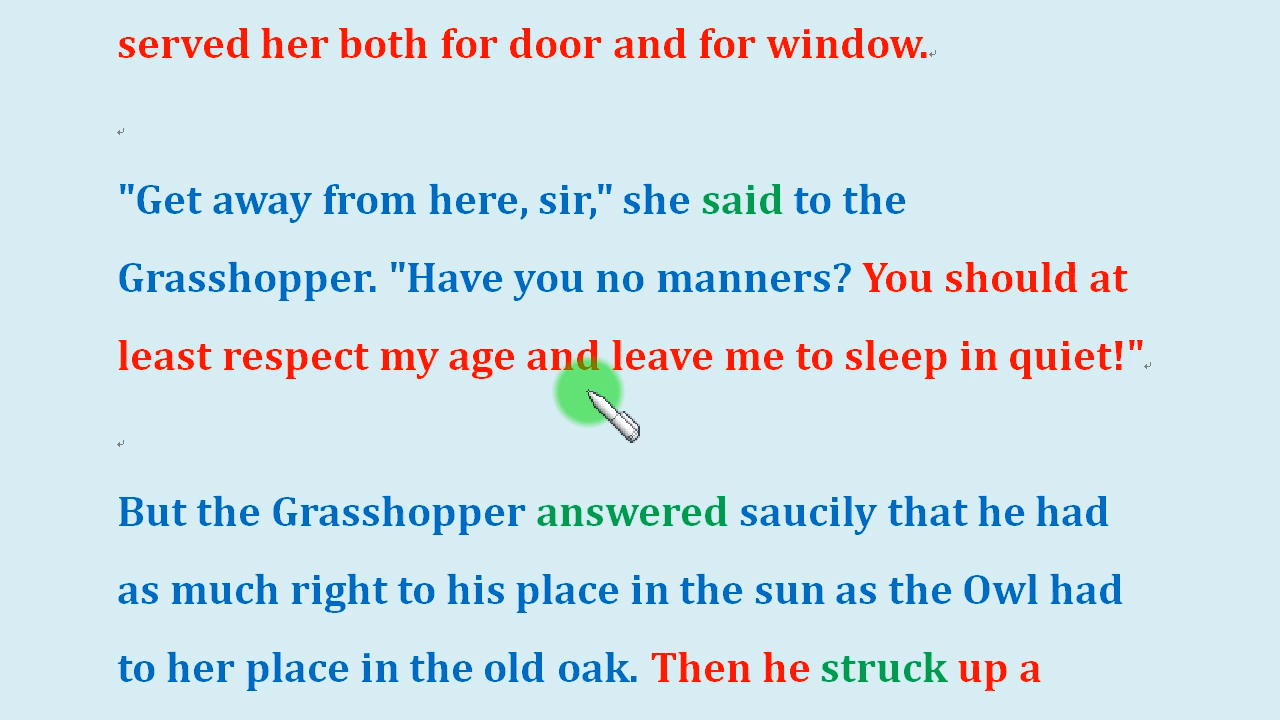 served her both for door and for window.
"Get away from here, sir," she said to the
Grasshopper. "Have you no manners? You should at
least respect my age and leave me to sleep in quiet!"
But the Grasshopper answered saucily that he had
as much right to his place in the sun as the Owl had
to her place in the old oak. Then he struck up a